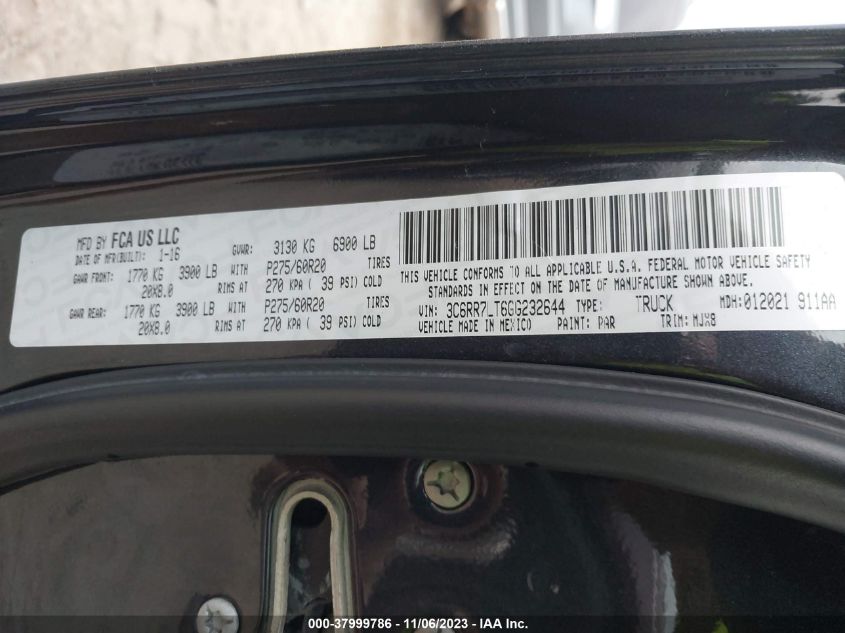 MFD BY FCA US LLC
DATE OF MFR(BUILT): 1-16 GVWR: 3130 KG 6900 LB
GAWR FRONT: 1770 KG 3900 LB WITH P275/60R20 TIRES
20X8.0 RIMS AT 270 KPA ( 39 PSI) COLD
GAWR REAR: 1770 KG 3900 LB WITH P275/60R20 TIRES
20X8.0 RIMS AT 270 KPA ( 39 PSI) COLD
THIS VEHICLE CONFORMS TO ALL APPLICABLE U.S.A. FEDERAL MOTOR VEHICLE SAFETY
STANDARDS IN EFFECT ON THE DATE OF MANUFACTURE SHOWN ABOVE.
VIN: 3C6RR7LT6GG232644 TYPE: TRUCK MDH:012021 911AA
VEHICLE MADE IN MEXICO PAINT: PAR TRIM: MJX8
000-37999786 - 11/06/2023 - IAA Inc.